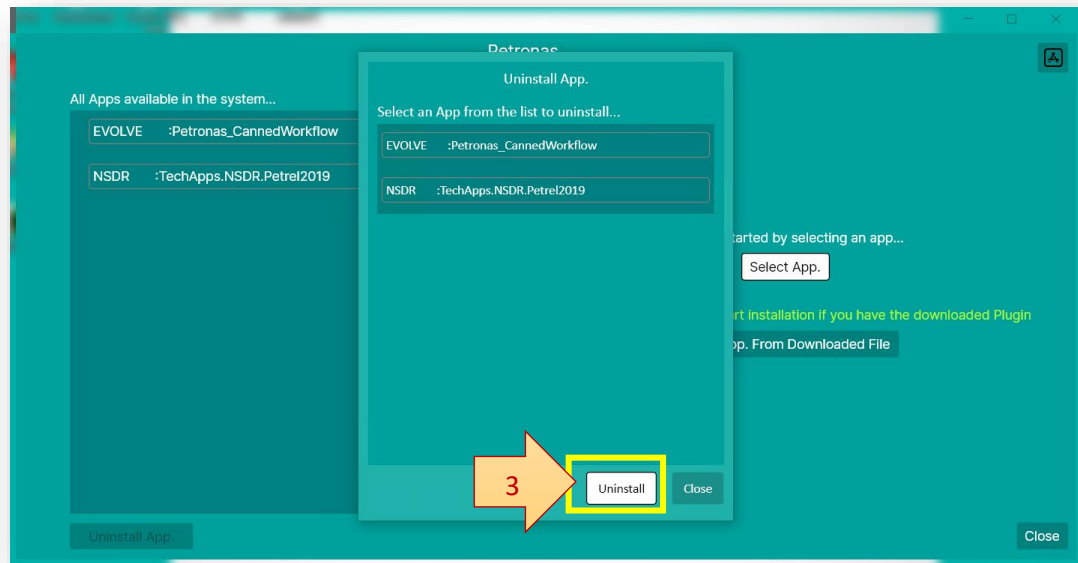 Petronas
All Apps available in the system...
EVOLVE :Petronas_CannedWorkflow
NSDR :TechApps.NSDR.Petrel2019
Uninstall App.
Select an App from the list to uninstall...
EVOLVE :Petronas_CannedWorkflow
NSDR :TechApps.NSDR.Petrel2019
3
Uninstall
Close
by selecting an app...
Select App.
installation if you have the downloaded Plugin
From Downloaded File
Uninstall App.
Close